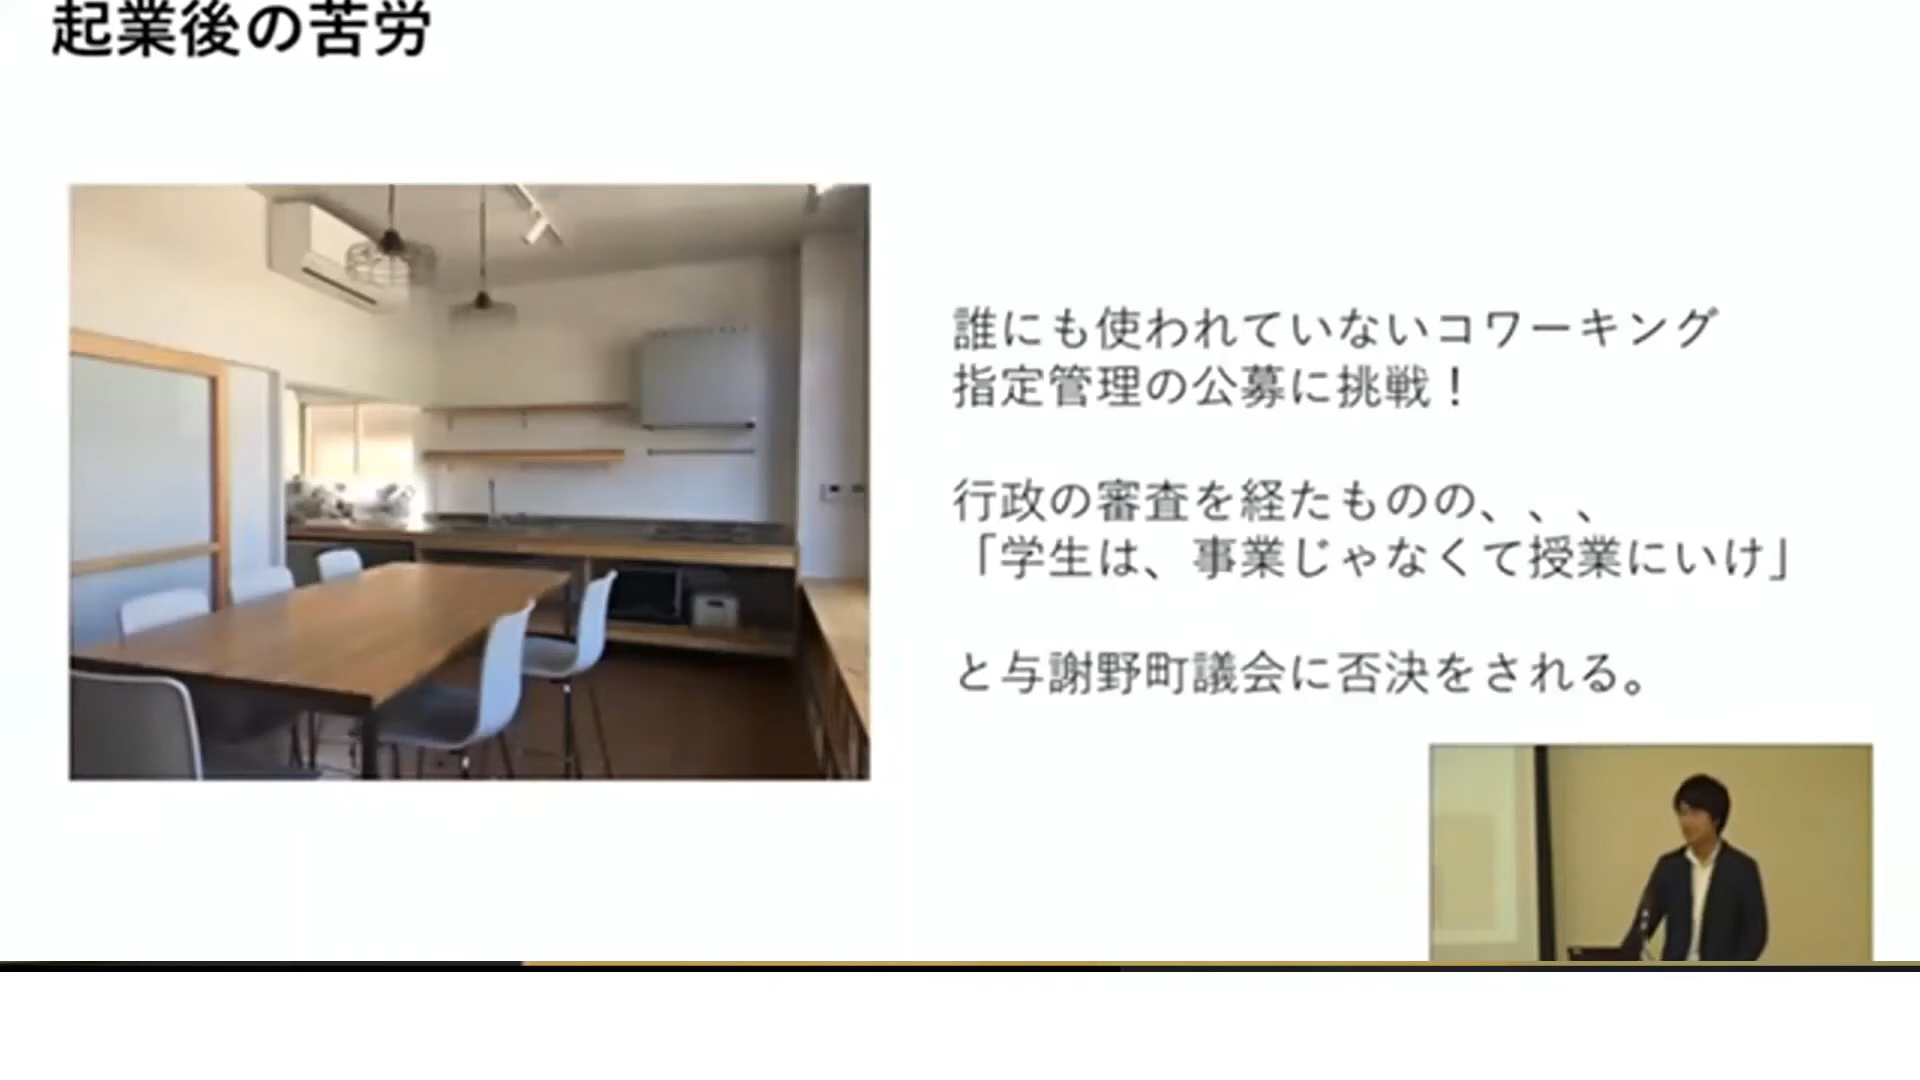 起業後の苦労
誰にも使われていないコワーキング
指定管理の公募に挑戦！
行政の審査を経たものの、、、
「学生は、事業じゃなくて授業にいけ」
と与謝野町議会に否決をされる。